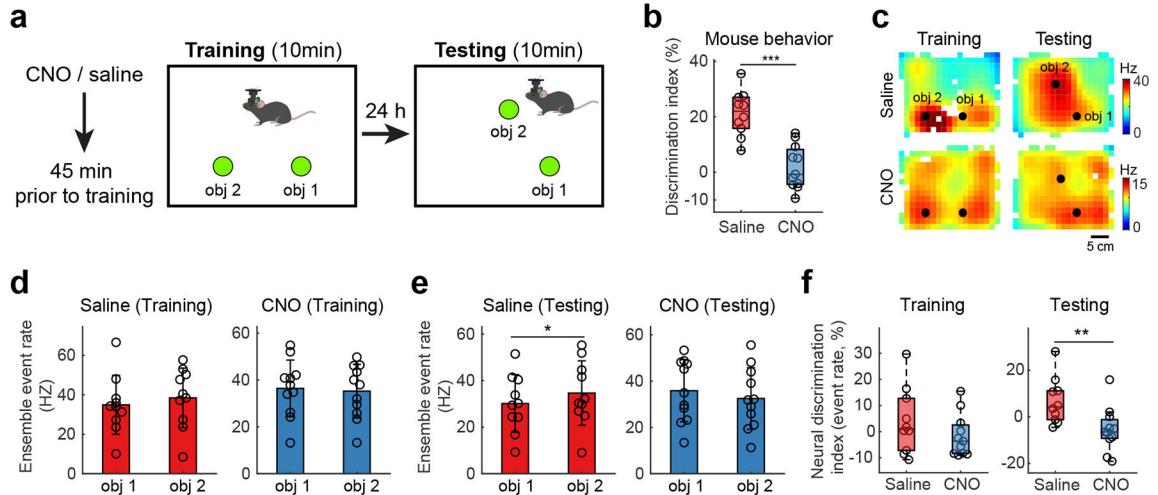 a
CNO / saline
45 min
prior to training
Training (10min)
obj 2
obj 1
24 h
Testing (10min)
obj 2
obj 1
b
Mouse behavior
Discrimination index (%)
40
20
0
-10
***
Saline
CNO
c
Training
Testing
Saline
obj 2
obj 1
obj 2
obj 1
Hz
40
0
CNO
Hz
15
0
5 cm
d
Saline (Training)
Ensemble event rate
(HZ)
60
40
20
0
obj 1
obj 2
CNO (Training)
60
40
20
0
obj 1
obj 2
e
Saline (Testing)
Ensemble event rate
(HZ)
60
40
20
0
*
obj 1
obj 2
CNO (Testing)
60
40
20
0
obj 1
obj 2
f
Training
Neural discrimination
index (event rate, %)
30
20
10
0
-10
Saline
CNO
Testing
20
0
-20
**
Saline
CNO